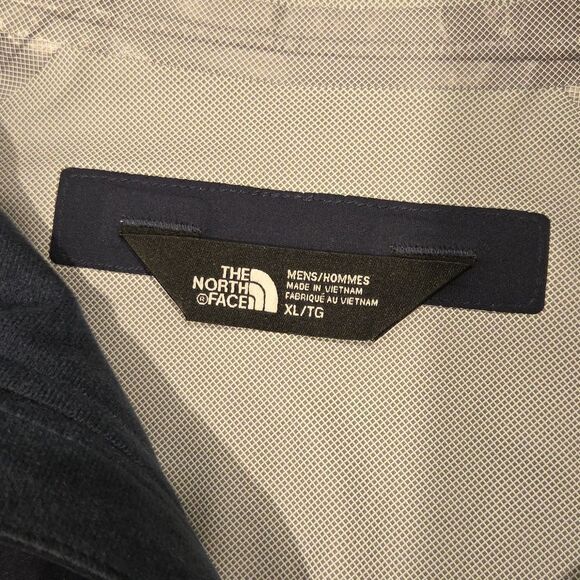 THE
NORTH
®FACE
MENS/HOMMES
MADE IN VIETNAM
FABRIQUÉ AU VIETNAM
XL/TG